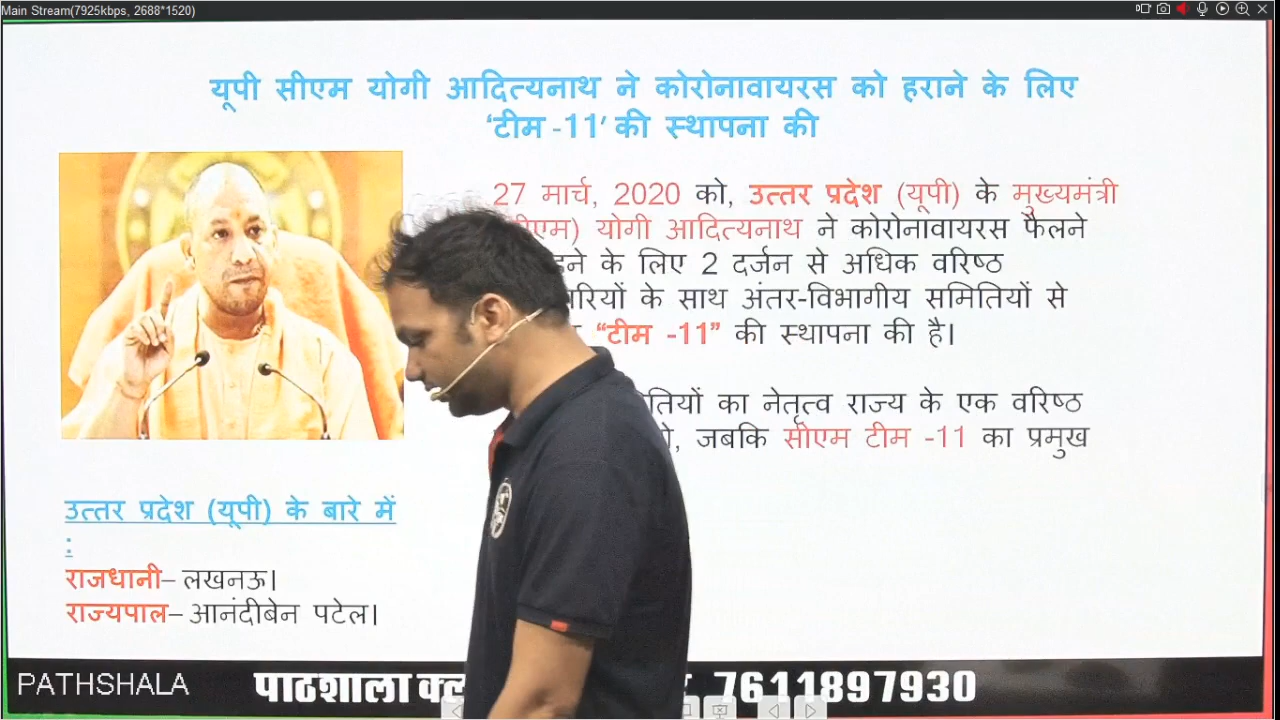 Main Stream(7925kbps, 2688*1520)
यूपी सीएम योगी आदित्यनाथ ने कोरोनावायरस को हराने के लिए
‘टीम -11’ की स्थापना की
27 मार्च, 2020 को, उत्तर प्रदेश (यूपी) के मुख्यमंत्री
योगी आदित्यनाथ ने कोरोनावायरस फैलने
के लिए 2 दर्जन से अधिक वरिष्ठ
के साथ अंतर-विभागीय समितियों से
“टीम -11” की स्थापना की है।
का नेतृत्व राज्य के एक वरिष्ठ
जबकि सीएम टीम -11 का प्रमुख
उत्तर प्रदेश (यूपी) के बारे में
:
राजधानी– लखनऊ।
राज्यपाल– आनंदीबेन पटेल।
PATHSHALA पाठशाला 7611897930